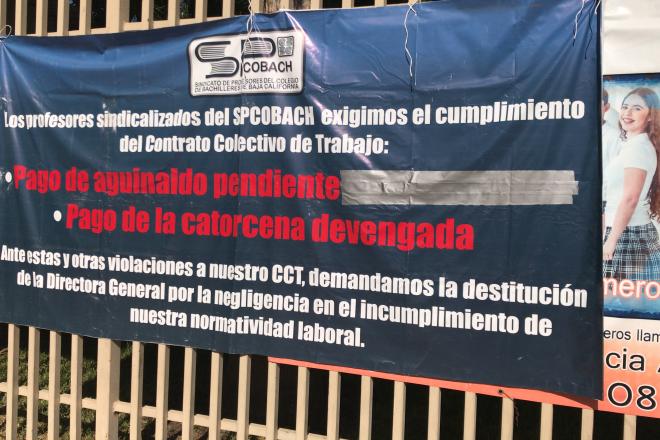 SPCOBACH
SINDICATO DE PROFESORES DEL COLEGIO
DE BACHILLERES DE BAJA CALIFORNIA
Los profesores sindicalizados del SPCOBACH exigimos el cumplimiento
del Contrato Colectivo de Trabajo:
• Pago de aguinaldo pendiente
• Pago de la catorcena devengada
Ante estas y otras violaciones a nuestro CCT, demandamos la destitución
de la Directora General por la negligencia en el incumplimiento de
nuestra normatividad laboral.
mero
eros llam
cia
08